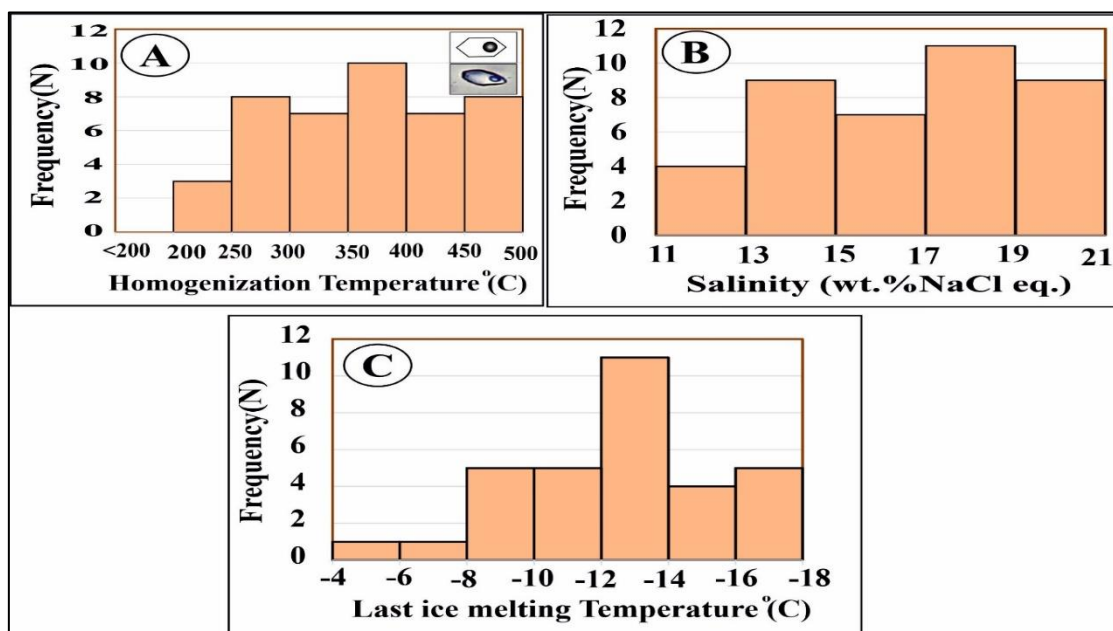 A
Frequency(N)
12
10
8
6
4
2
0
<200 200 250 300 350 400 450 500
Homogenization Temperature °(C)
B
Frequency(N)
12
10
8
6
4
2
0
11 13 15 17 19 21
Salinity (wt.%NaCl eq.)
C
Frequency(N)
12
10
8
6
4
2
0
-4 -6 -8 -10 -12 -14 -16 -18
Last ice melting Temperature °(C)